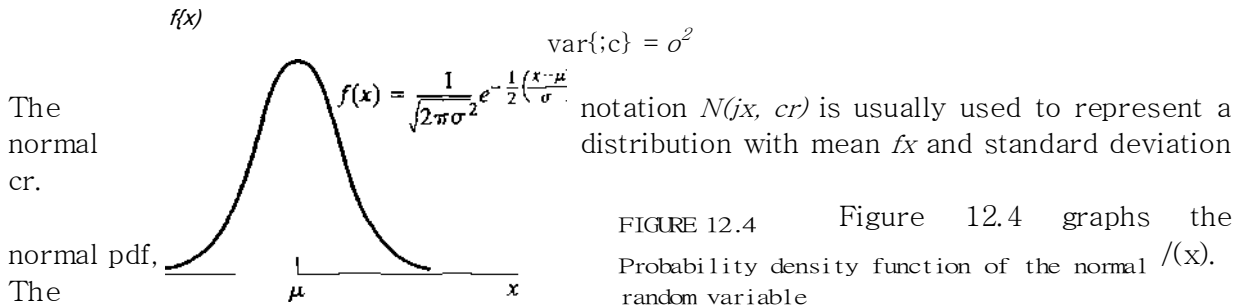 f{x)
var{;c} = o²
f(x) = 1/√2πσ² e^-½(x-μ/σ
The notation N(jx, cr) is usually used to represent a
normal distribution with mean fx and standard deviation
cr.
FIGURE 12.4 Figure 12.4 graphs the
normal pdf, Probability density function of the normal /(x).
The random variable
μ x